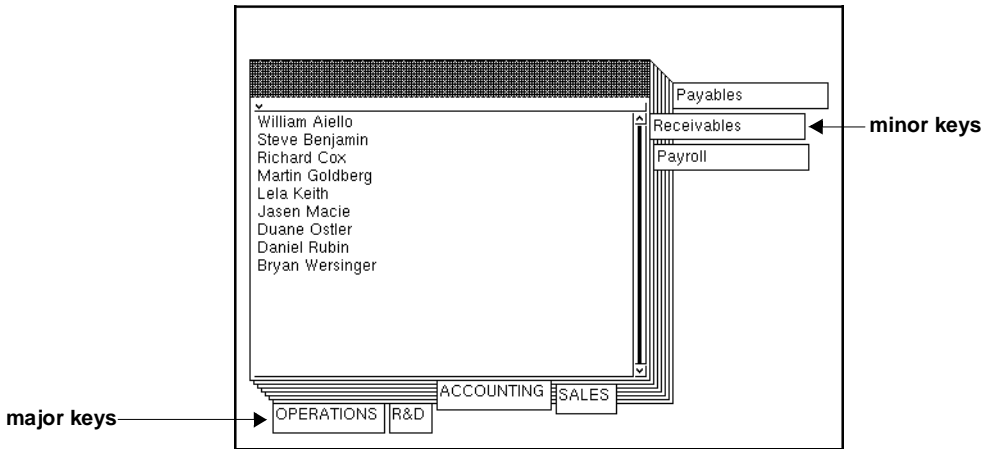 Payables
Receivables
minor keys
Payroll
William Aiello
Steve Benjamin
Richard Cox
Martin Goldberg
Lela Keith
Jasen Macie
Duane Ostler
Daniel Rubin
Bryan Wersinger
ACCOUNTING
SALES
major keys
OPERATIONS
R&D